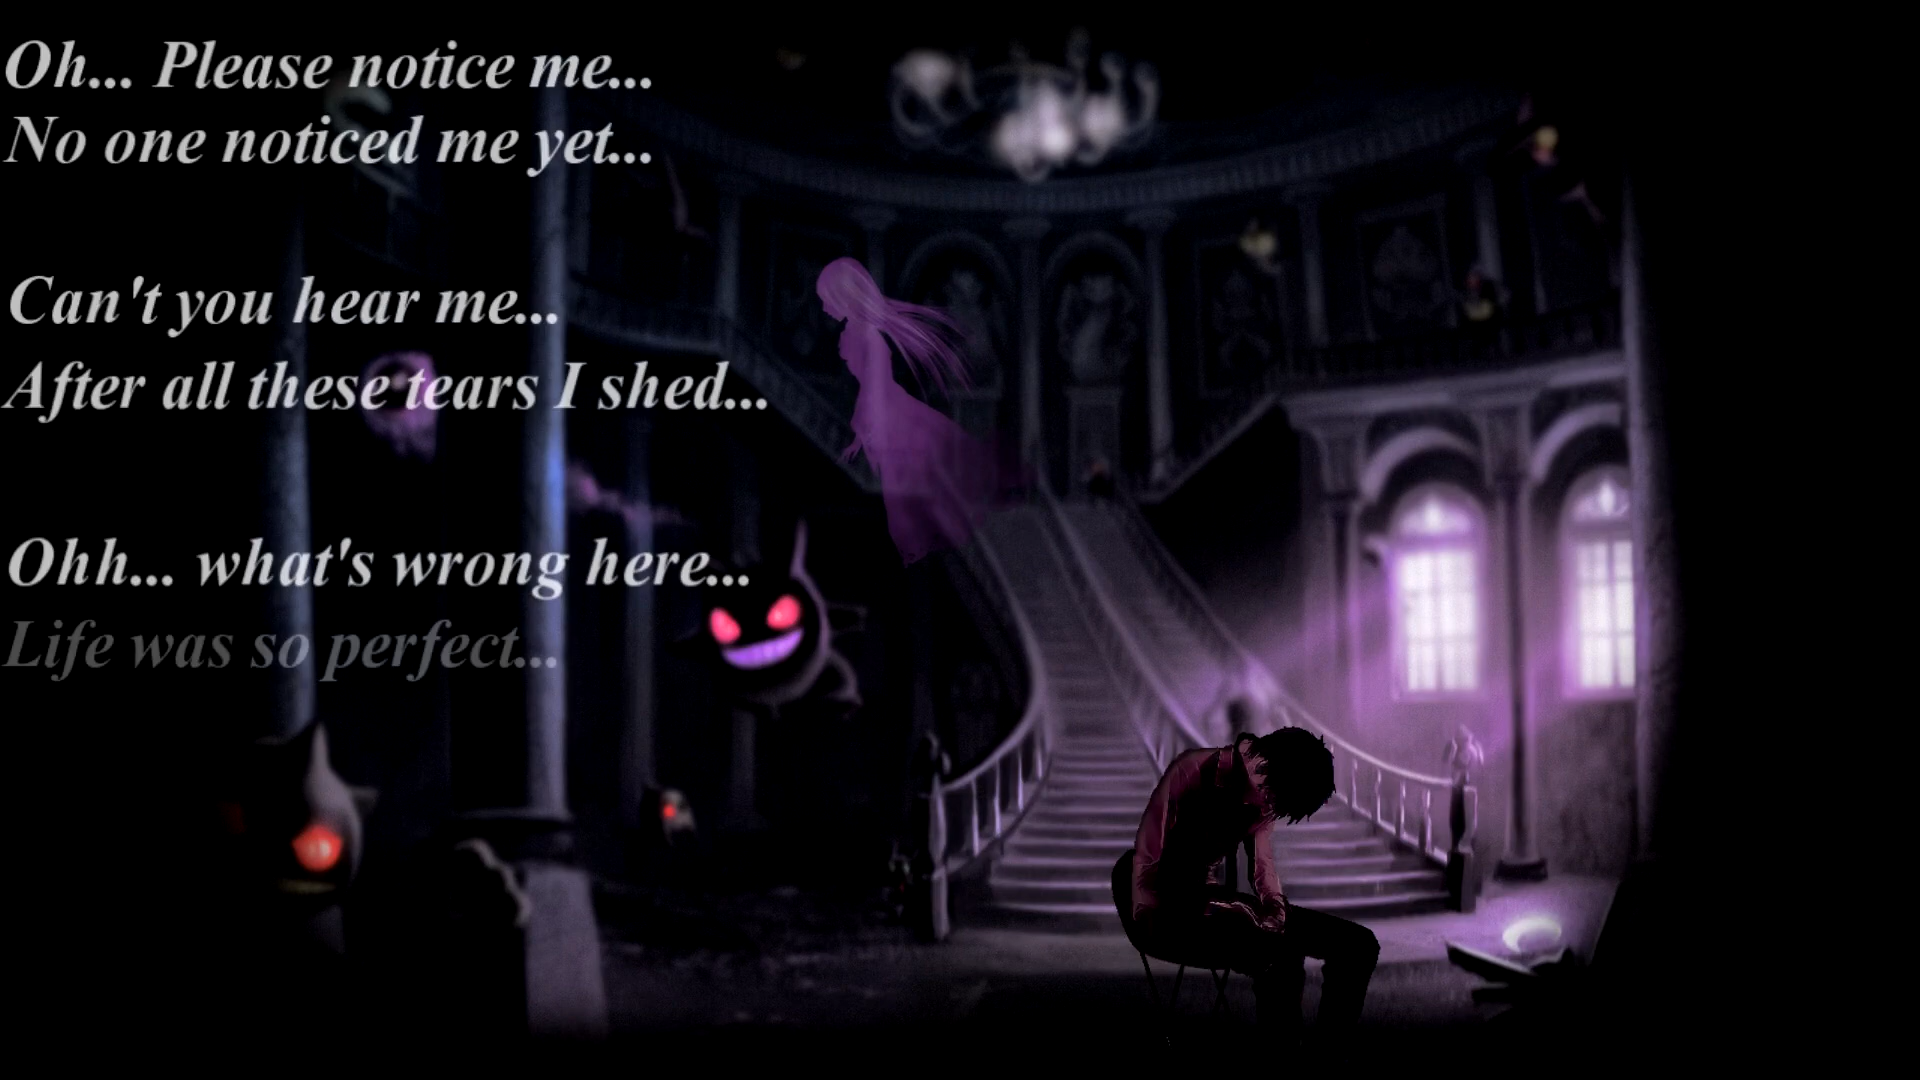 Oh... Please notice me...
No one noticed me yet...
Can't you hear me...
After all these tears I shed...
Ohh... what's wrong here...
Life was so perfect...